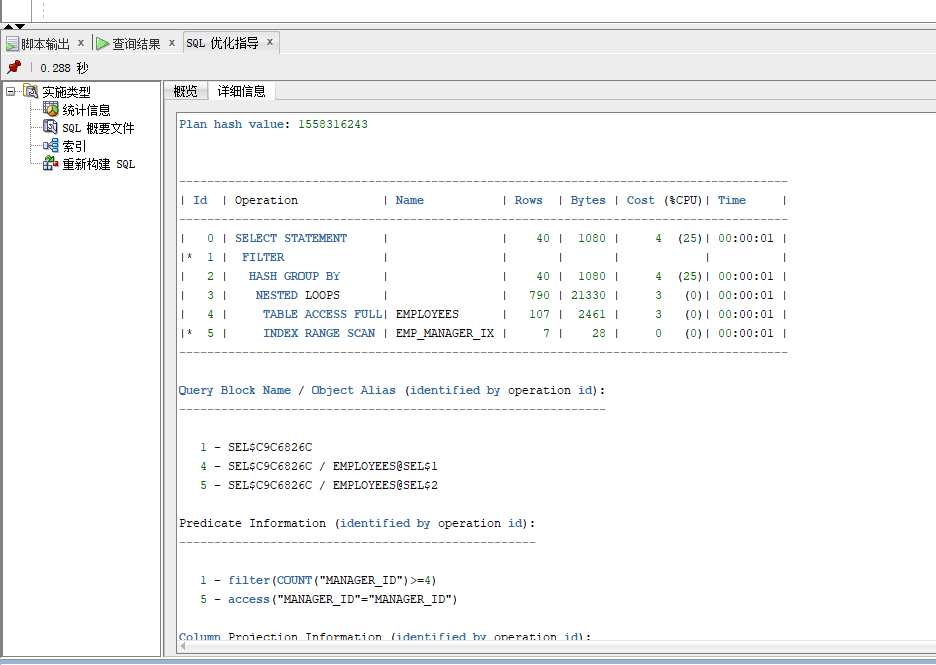 脚本输出 x 查询结果 x SQL 优化指导 x
0.288 秒
实施类型
统计信息
SQL 概要文件
索引
重新构建 SQL
概览 详细信息
Plan hash value: 1558316243
---------------------------------------------------------------------------------------
| Id  | Operation            | Name           | Rows  | Bytes | Cost (%CPU)| Time     |
---------------------------------------------------------------------------------------
|   0 | SELECT STATEMENT     |                |    40 |  1080 |     4  (25)| 00:00:01 |
|*  1 |  FILTER              |                |       |       |            |          |
|   2 |   HASH GROUP BY      |                |    40 |  1080 |     4  (25)| 00:00:01 |
|   3 |    NESTED LOOPS      |                |   790 | 21330 |     3   (0)| 00:00:01 |
|   4 |     TABLE ACCESS FULL| EMPLOYEES      |   107 |  2461 |     3   (0)| 00:00:01 |
|*  5 |     INDEX RANGE SCAN | EMP_MANAGER_IX |     7 |    28 |     0   (0)| 00:00:01 |
---------------------------------------------------------------------------------------
Query Block Name / Object Alias (identified by operation id):
-------------------------------------------------------------
1 - SEL$C9C6826C
4 - SEL$C9C6826C / EMPLOYEES@SEL$1
5 - SEL$C9C6826C / EMPLOYEES@SEL$2
Predicate Information (identified by operation id):
---------------------------------------------------
1 - filter(COUNT("MANAGER_ID")>=4)
5 - access("MANAGER_ID"="MANAGER_ID")
Column Projection Information (identified by operation id):